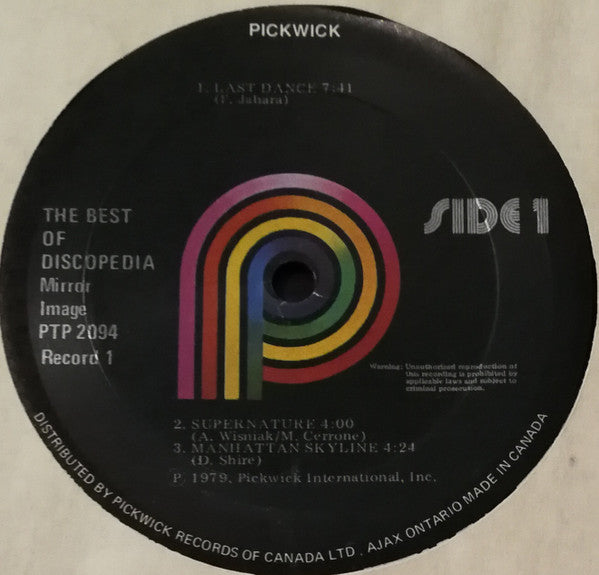 PICKWICK
1. LAST DANCE 7:41
(F. Jahara)
THE BEST
OF
DISCOPEDIA
Mirror
Image
PTP 2094
Record 1
SIDE 1
Warning: Unauthorized reproduction of
this recording is prohibited by
applicable laws and subject to
criminal prosecution.
2. SUPERNATURE 4:00
(A. Wisniak/M. Cerrone)
3. MANHATTAN SKYLINE 4:24
(D. Shire)
P. 1979, Pickwick International, Inc.
DISTRIBUTED BY PICKWICK RECORDS OF CANADA LTD. AJAX ONTARIO MADE IN CANADA